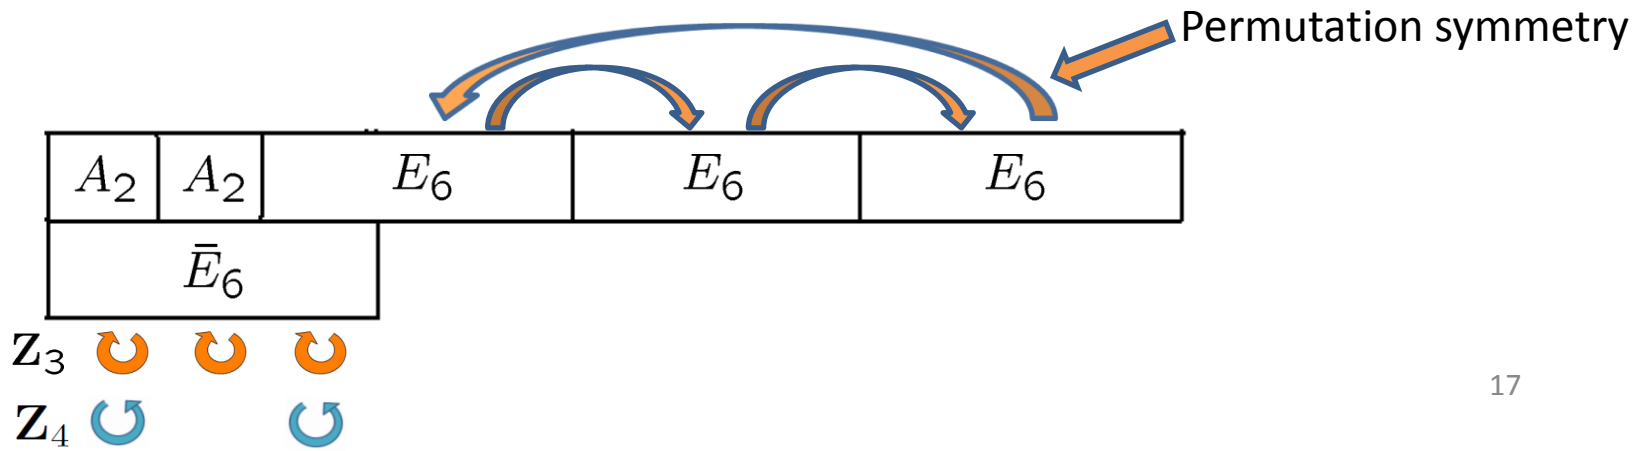 Permutation symmetry
A₂ A₂ E₆ E₆ E₆
Ē₆
Z₃
17
Z₄